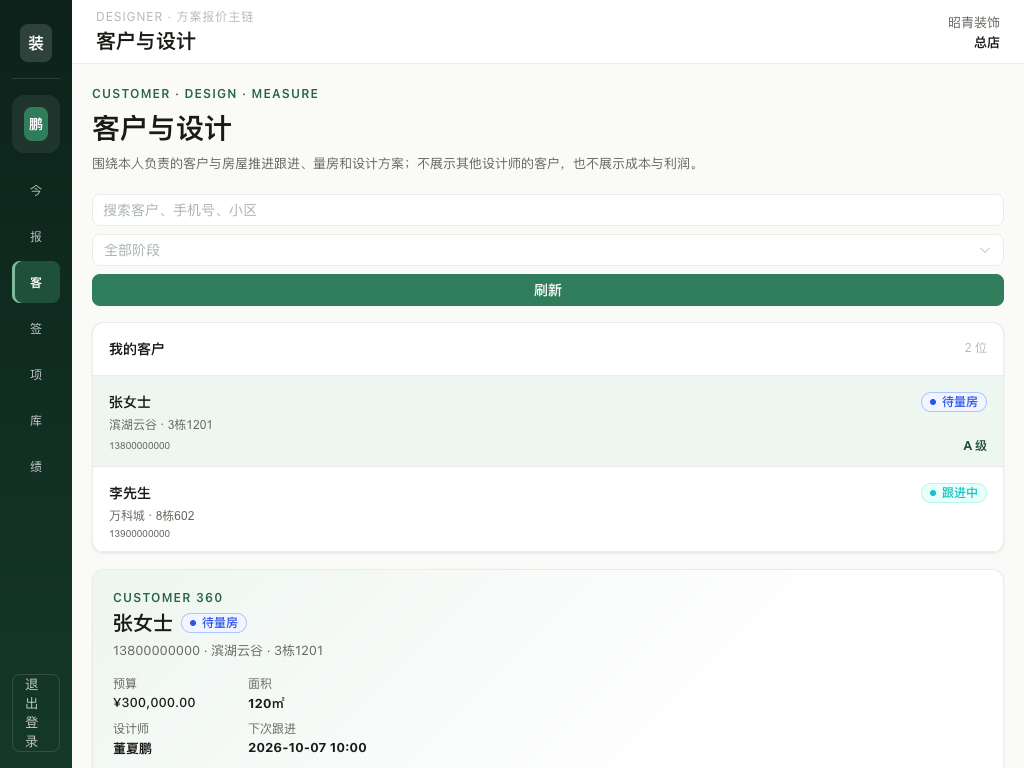 装
鹏
今
报
客
签
项
库
绩
退
出
登
录
DESIGNER · 方案报价主链
客户与设计
昭青装饰
总店
CUSTOMER · DESIGN · MEASURE
客户与设计
围绕本人负责的客户与房屋推进跟进、量房和设计方案；不展示其他设计师的客户，也不展示成本与利润。
搜索客户、手机号、小区
全部阶段
刷新
我的客户
2 位
张女士
待量房
滨湖云谷 · 3栋1201
13800000000
A 级
李先生
跟进中
万科城 · 8栋602
13900000000
CUSTOMER 360
张女士
待量房
13800000000 · 滨湖云谷 · 3栋1201
预算
面积
¥300,000.00
120㎡
设计师
下次跟进
董夏鹏
2026-10-07 10:00